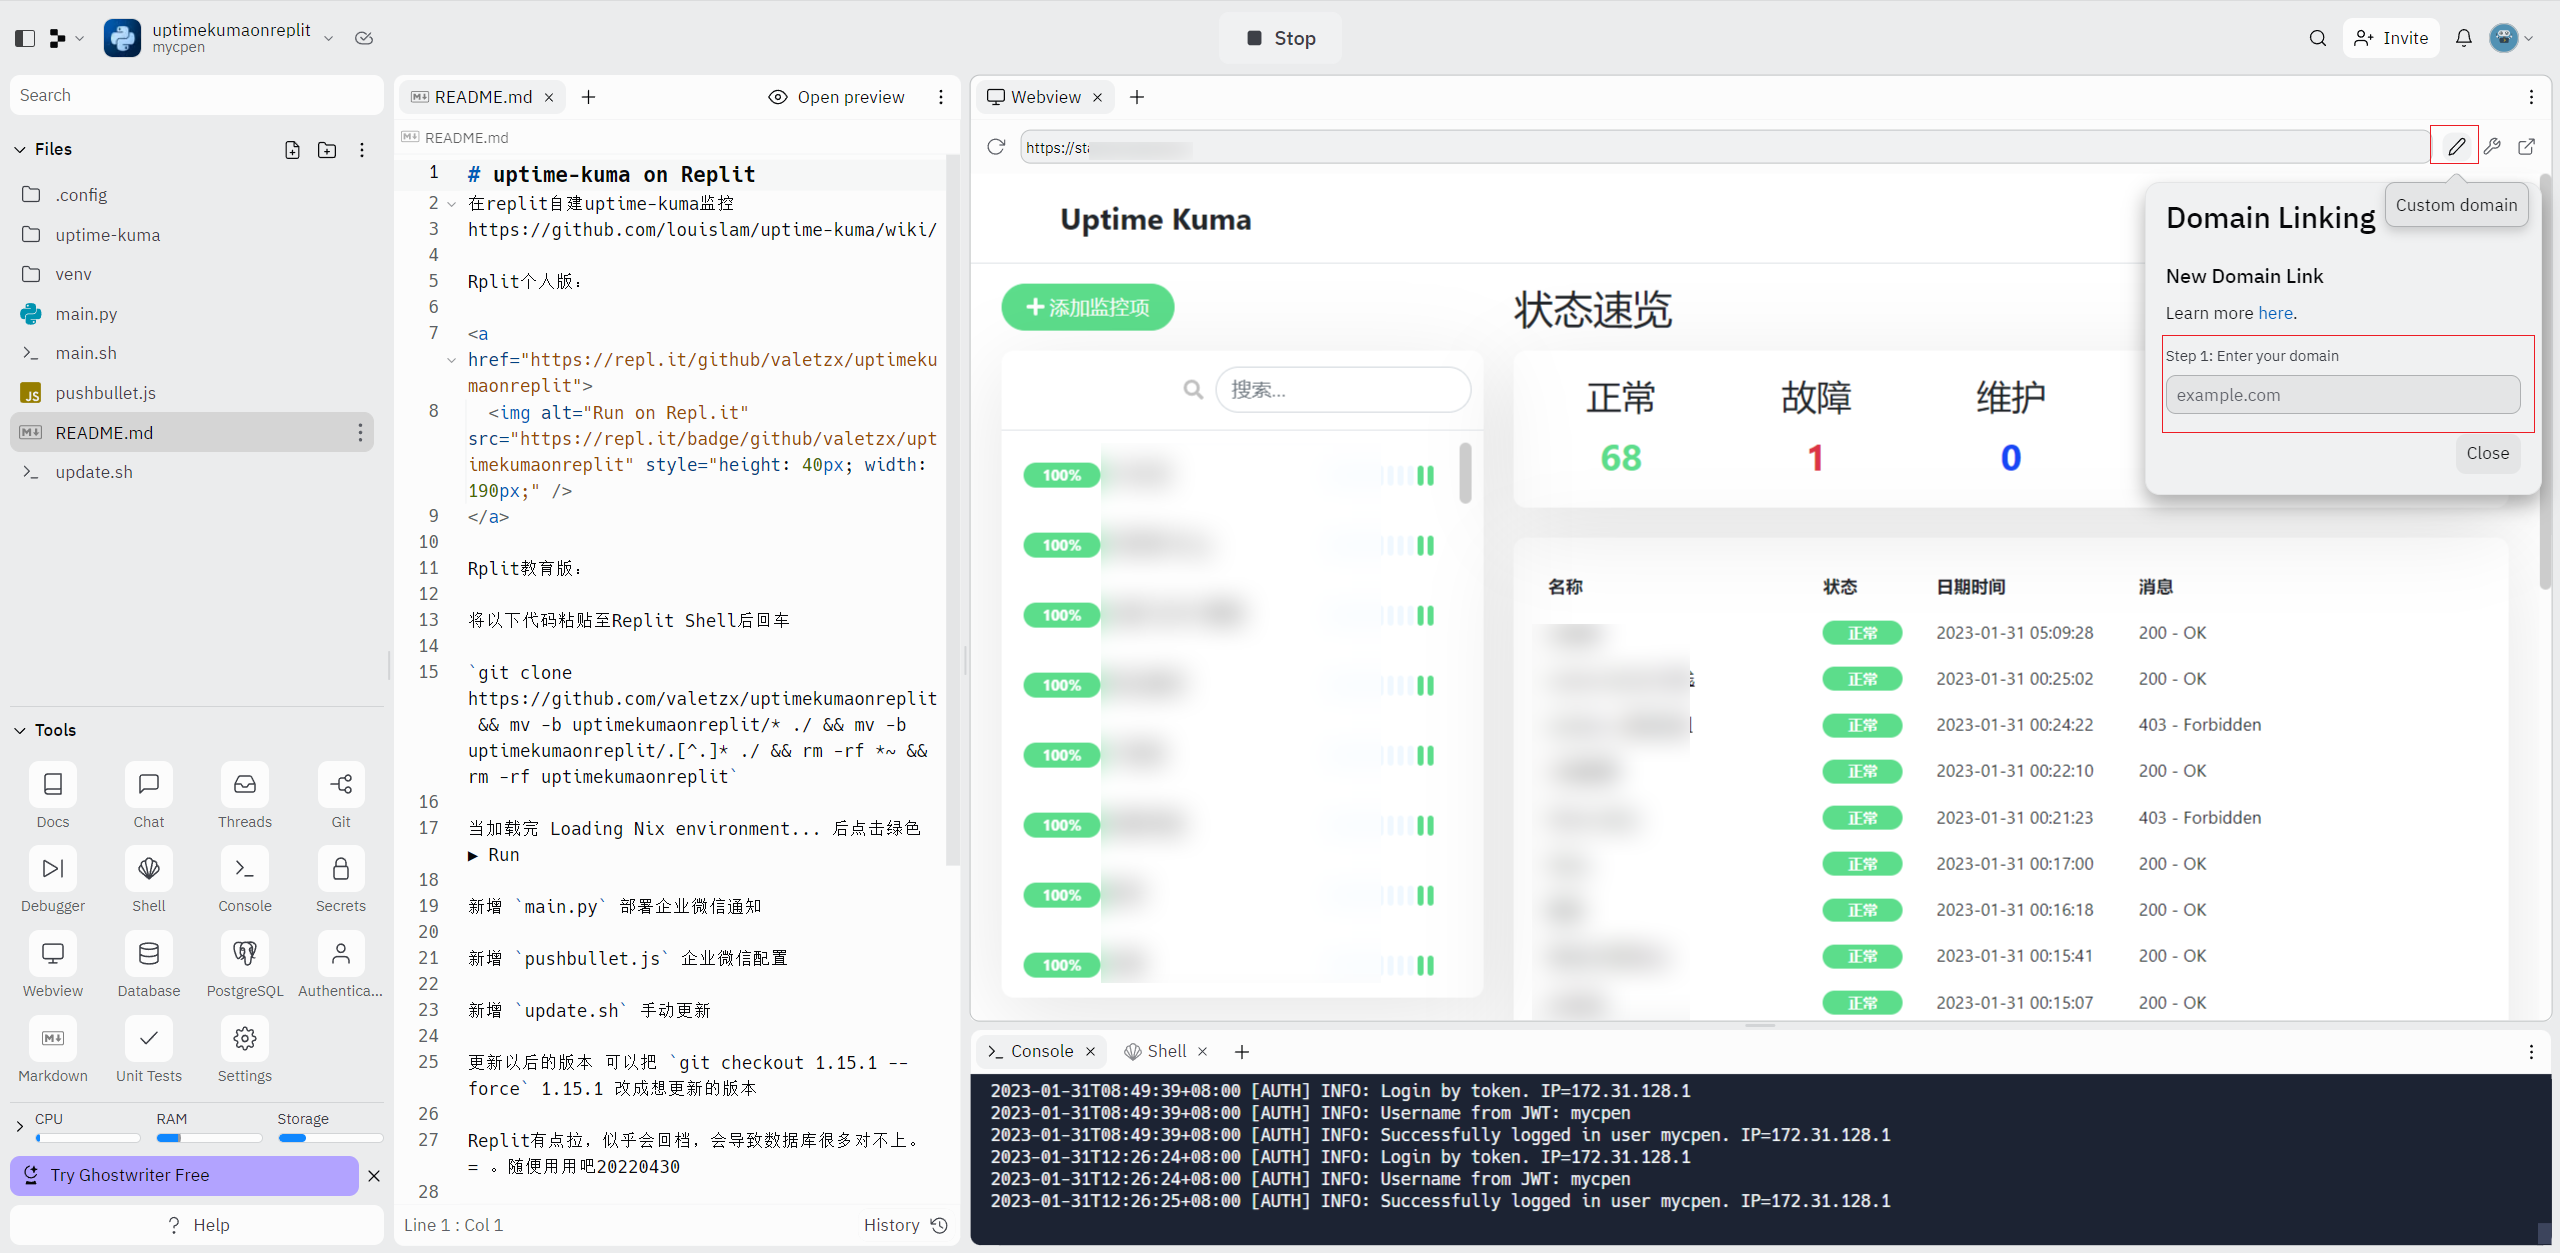 uptimekumaonreplit
mycpen
Stop
Invite
Search
Files
.config
uptime-kuma
venv
main.py
main.sh
pushbullet.js
README.md
update.sh
Tools
Docs
Chat
Threads
Git
Debugger
Shell
Console
Secrets
Webview
Database
PostgreSQL
Authentica...
Markdown
Unit Tests
Settings
CPU
RAM
Storage
Try Ghostwriter Free
Help
README.md
Open preview
README.md
1 # uptime-kuma on Replit
2 在replit自建uptime-kuma监控
3 https://github.com/louislam/uptime-kuma/wiki/
4
5 Rplit个人版：
6
7 <a
href="https://repl.it/github/valetzx/uptimeku
maonreplit">
8 <img alt="Run on Repl.it"
src="https://repl.it/badge/github/valetzx/upt
imekumaonreplit" style="height: 40px; width:
190px;" />
9 </a>
10
11 Rplit教育版：
12
13 将以下代码粘贴至Replit Shell后回车
14
15 `git clone
https://github.com/valetzx/uptimekumaonreplit
&& mv -b uptimekumaonreplit/* ./ && mv -b
uptimekumaonreplit/.[^.]* ./ && rm -rf *~ &&
rm -rf uptimekumaonreplit`
16
17 当加载完 Loading Nix environment... 后点击绿色
▶ Run
18
19 新增 `main.py` 部署企业微信通知
20
21 新增 `pushbullet.js` 企业微信配置
22
23 新增 `update.sh` 手动更新
24
25 更新以后的版本 可以把 `git checkout 1.15.1 --
force` 1.15.1 改成想更新的版本
26
27 Replit有点拉，似乎会回档，会导致数据库很多对不上。
= 。随便用用吧20220430
28
Line 1 : Col 1
History
Webview
https://st
Uptime Kuma
添加监控项
搜索...
100%
100%
100%
100%
100%
100%
100%
100%
状态速览
正常 故障 维护
68 1 0
Custom domain
Domain Linking
New Domain Link
Learn more here.
Step 1: Enter your domain
example.com
Close
名称 状态 日期时间 消息
正常 2023-01-31 05:09:28 200 - OK
正常 2023-01-31 00:25:02 200 - OK
正常 2023-01-31 00:24:22 403 - Forbidden
正常 2023-01-31 00:22:10 200 - OK
正常 2023-01-31 00:21:23 403 - Forbidden
正常 2023-01-31 00:17:00 200 - OK
正常 2023-01-31 00:16:18 200 - OK
正常 2023-01-31 00:15:41 200 - OK
正常 2023-01-31 00:15:07 200 - OK
Console
Shell
2023-01-31T08:49:39+08:00 [AUTH] INFO: Login by token. IP=172.31.128.1
2023-01-31T08:49:39+08:00 [AUTH] INFO: Username from JWT: mycpen
2023-01-31T08:49:39+08:00 [AUTH] INFO: Successfully logged in user mycpen. IP=172.31.128.1
2023-01-31T12:26:24+08:00 [AUTH] INFO: Login by token. IP=172.31.128.1
2023-01-31T12:26:24+08:00 [AUTH] INFO: Username from JWT: mycpen
2023-01-31T12:26:25+08:00 [AUTH] INFO: Successfully logged in user mycpen. IP=172.31.128.1